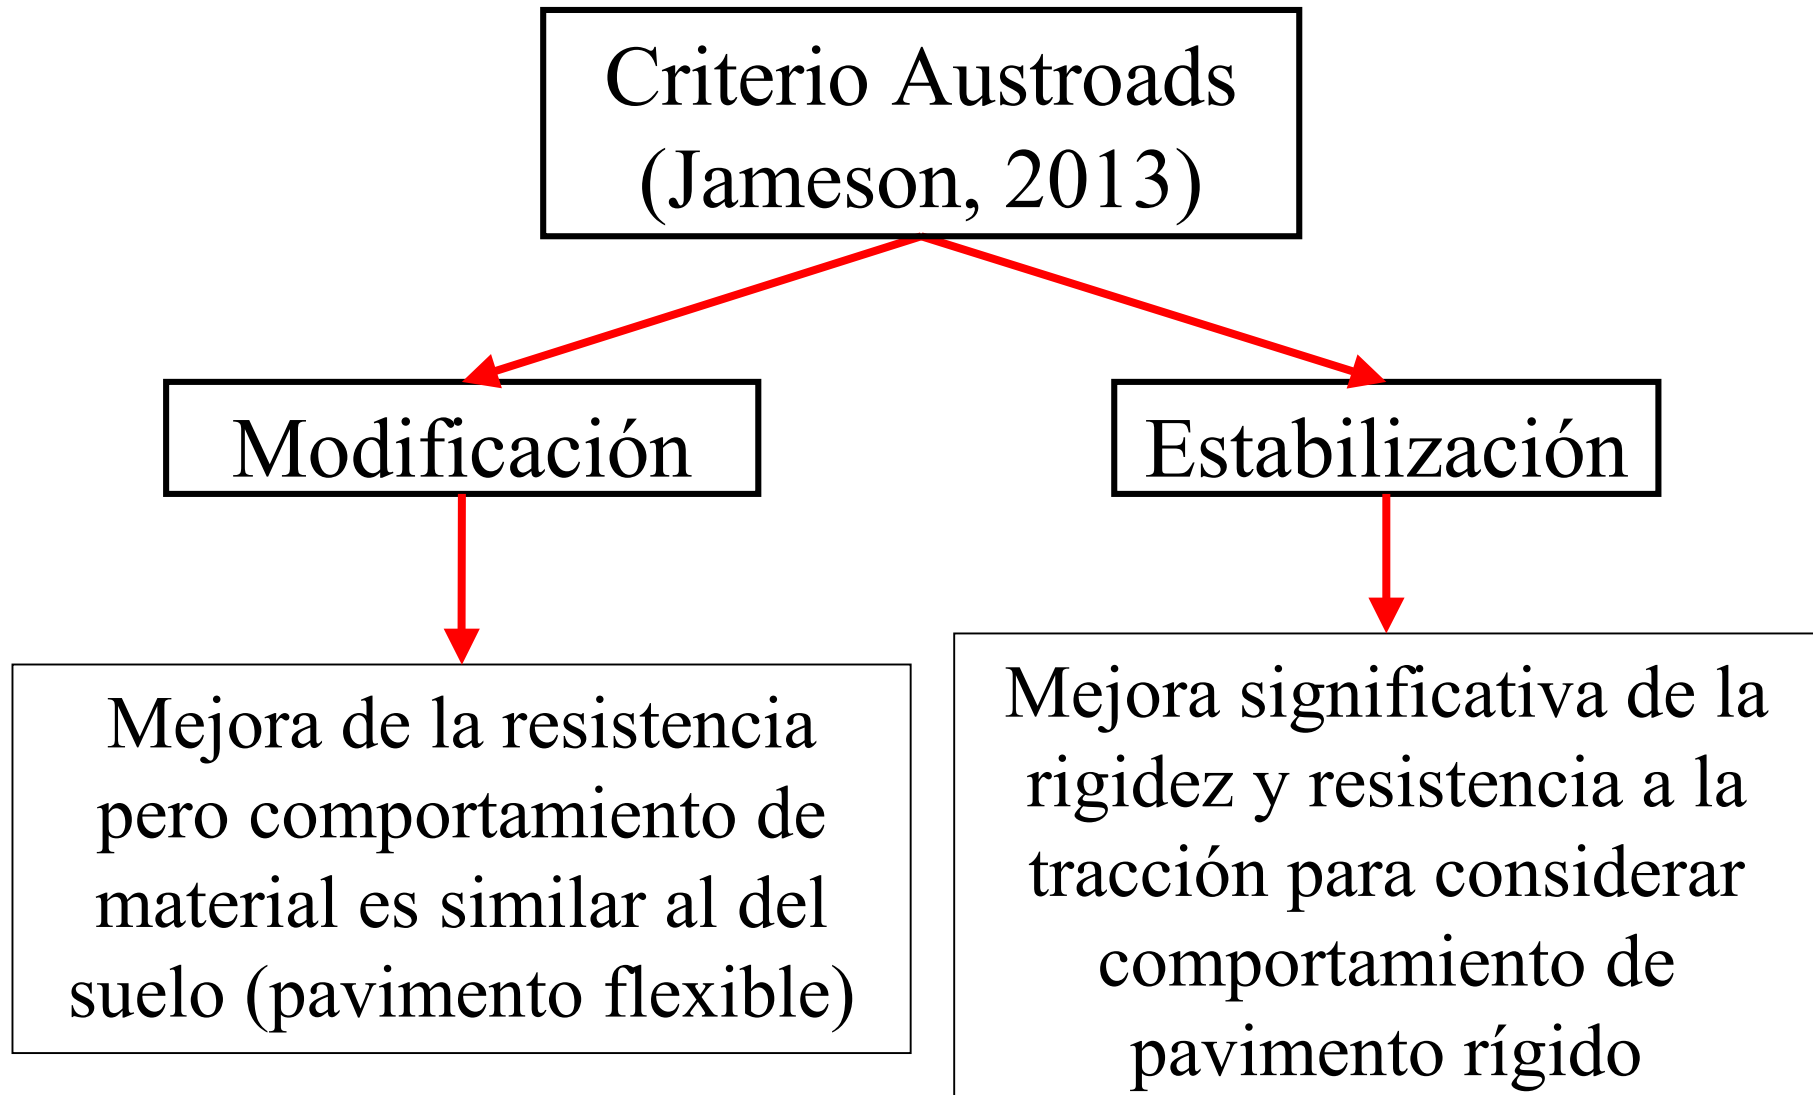 Criterio Austroads
(Jameson, 2013)
Modificación
Estabilización
Mejora de la resistencia
pero comportamiento de
material es similar al del
suelo (pavimento flexible)
Mejora significativa de la
rigidez y resistencia a la
tracción para considerar
comportamiento de
pavimento rígido